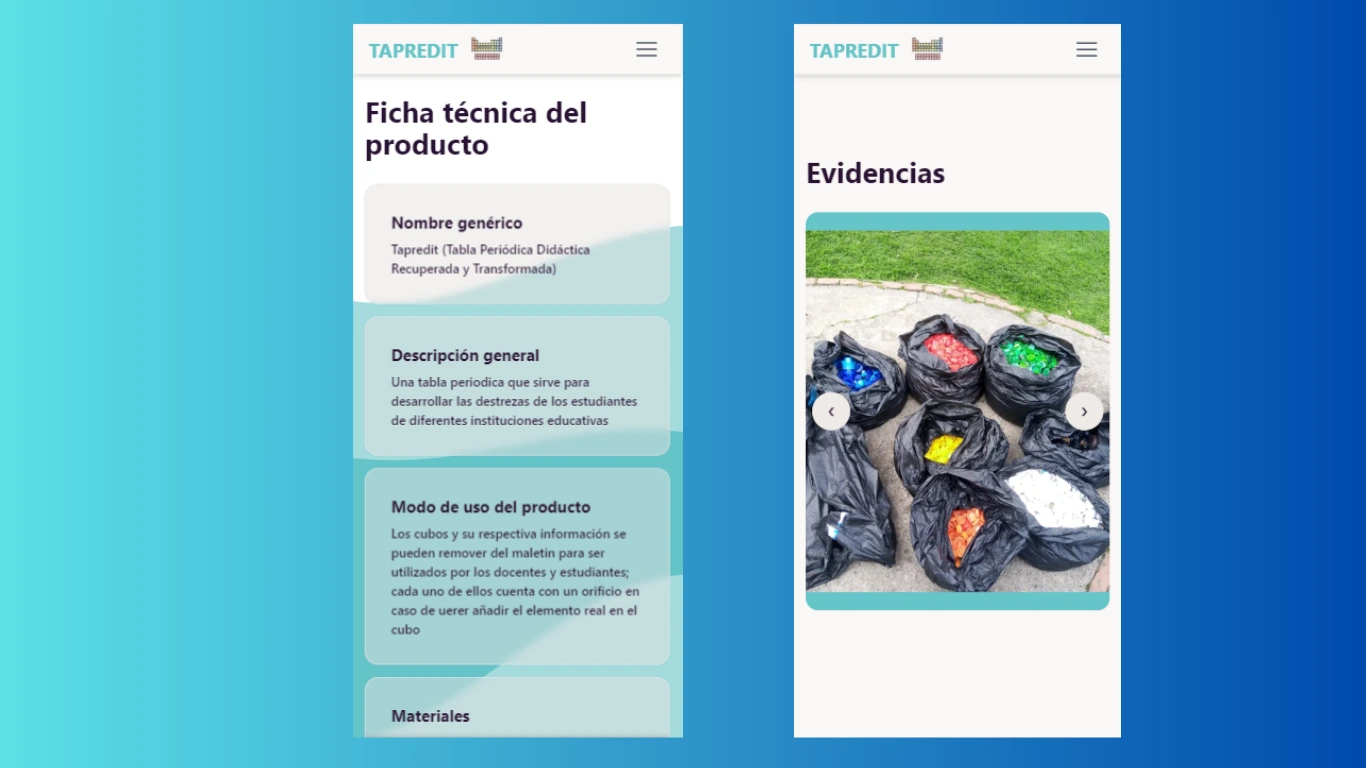 TAPREDIT
Ficha técnica del
producto
Nombre genérico
Tapredit (Tabla Periódica Didáctica
Recuperada y Transformada)
Descripción general
Una tabla periodica que sirve para
desarrollar las destrezas de los estudiantes
de diferentes instituciones educativas
Modo de uso del producto
Los cubos y su respectiva información se
pueden remover del maletin para ser
utilizados por los docentes y estudiantes;
cada uno de ellos cuenta con un orificio en
caso de uerer añadir el elemento real en el
cubo
Materiales
TAPREDIT
Evidencias